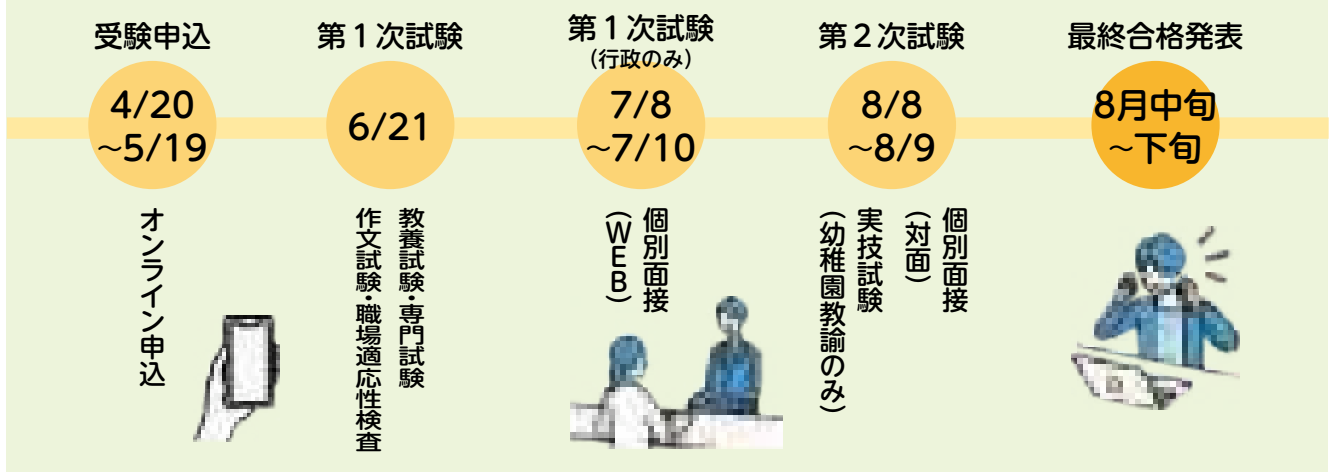 受験申込
4/20
～5/19
オンライン申込
第1次試験
6/21
教養試験・専門試験
作文試験・職場適応性検査
第1次試験
(行政のみ)
7/8
～7/10
個別面接
(WEB)
第2次試験
8/8
～8/9
個別面接
(対面)
実技試験
(幼稚園教諭のみ)
最終合格発表
8月中旬
～下旬